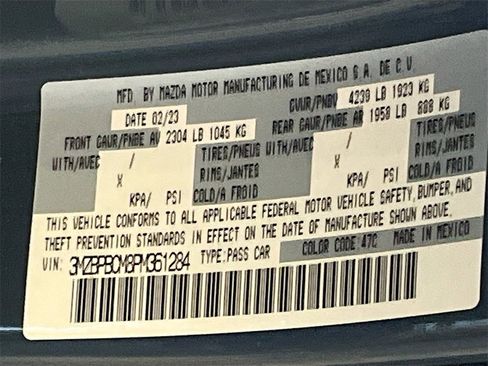 MFD. BY MAZDA MOTOR MANUFACTURING DE MEXICO S.A. DE C.V.
DATE 02/23 GVWR/PNBV 4239 LB 1923 KG
FRONT GAWR/PNBE AV 2304 LB 1045 KG REAR GAWR/PNBE AR 1958 LB 888 KG
WITH/AVEC / TIRES/PNEUS WITH/AVEC / TIRES/PNEUS
X RIMS/JANTES X RIMS/JANTES
KPA/ PSI COLD/A FROID KPA/ PSI COLD/A FROID
THIS VEHICLE CONFORMS TO ALL APPLICABLE FEDERAL MOTOR VEHICLE SAFETY, BUMPER, AND
THEFT PREVENTION STANDARDS IN EFFECT ON THE DATE OF MANUFACTURE SHOWN ABOVE.
VIN: 3MZBPBCM8PM361284 TYPE:PASS CAR COLOR CODE 47C MADE IN MEXICO